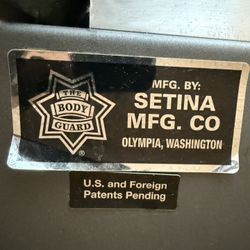 THE
BODY
GUARD
MFG. BY:
SETINA
MFG. CO
OLYMPIA, WASHINGTON
U.S. and Foreign
Patents Pending